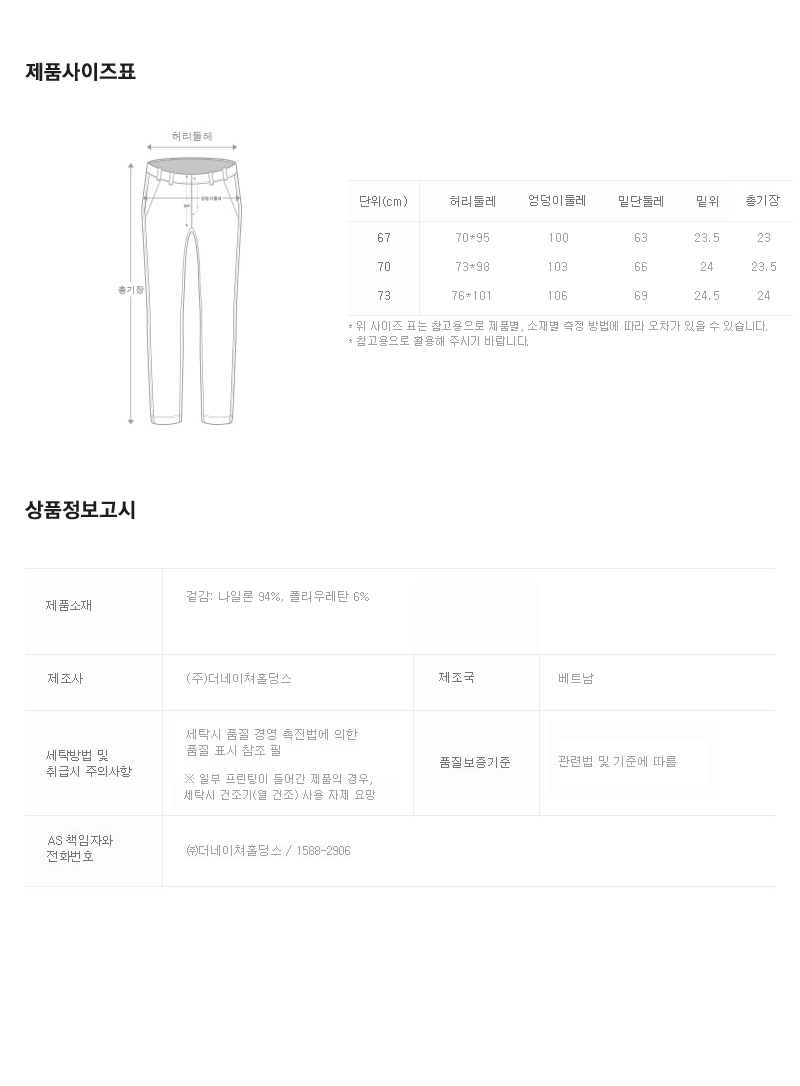 제품사이즈표
허리둘레
엉덩이둘레
밑위
총기장
단위(cm) 허리둘레 엉덩이둘레 밑단둘레 밑위 총기장
67 70*95 100 63 23.5 23
70 73*98 103 66 24 23.5
73 76*101 106 69 24.5 24
* 위 사이즈 표는 참고용으로 제품별, 소재별 측정 방법에 따라 오차가 있을 수 있습니다.
* 참고용으로 활용해 주시기 바랍니다.
상품정보고시
제품소재
겉감: 나일론 94%, 폴리우레탄 6%
제조사
(주)더네이쳐홀딩스
제조국
베트남
세탁방법 및
취급시 주의사항
세탁시 품질 경영 촉진법에 의한
품질 표시 참조 필
※ 일부 프린팅이 들어간 제품의 경우,
세탁시 건조기(열 건조) 사용 자제 요망
품질보증기준
관련법 및 기준에 따름
AS 책임자와
전화번호
㈜더네이쳐홀딩스 / 1588-2906